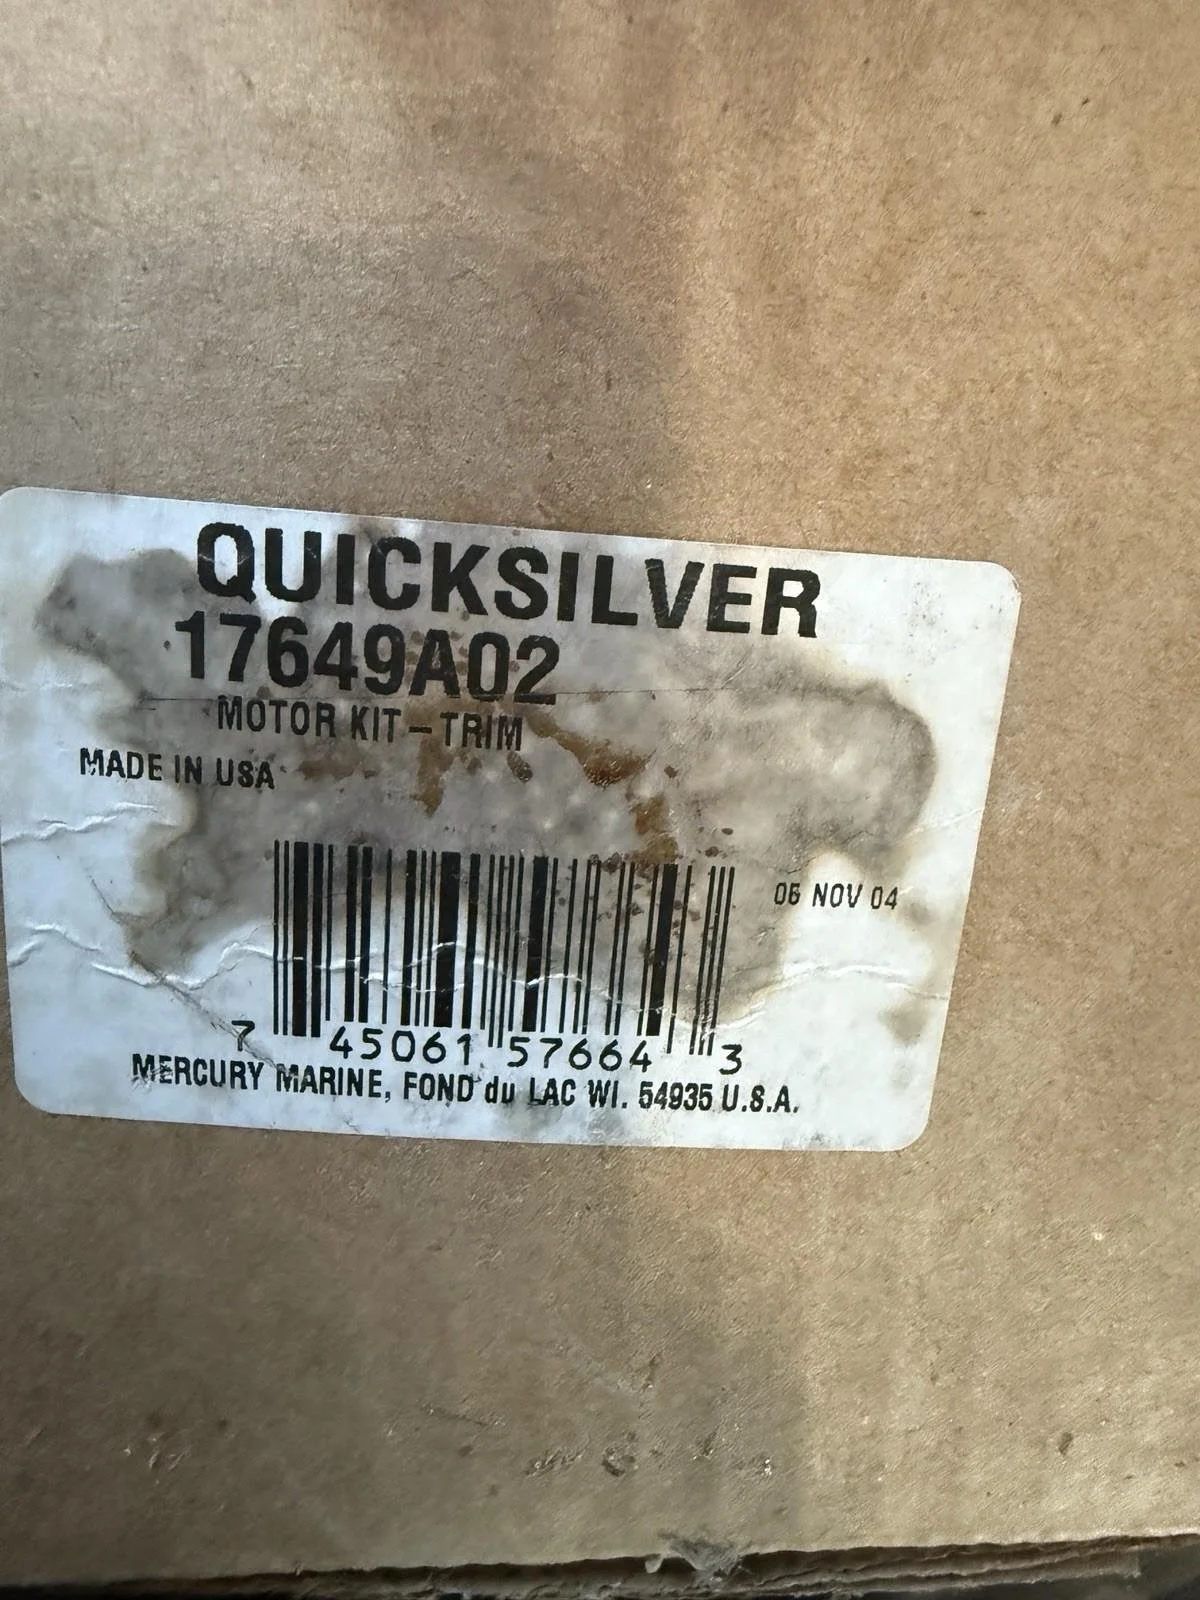 QUICKSILVER
17649A02
MOTOR KIT-TRIM
MADE IN USA
06 NOV 04
7 45061 57664 3
MERCURY MARINE, FOND du LAC WI. 54935 U.S.A.